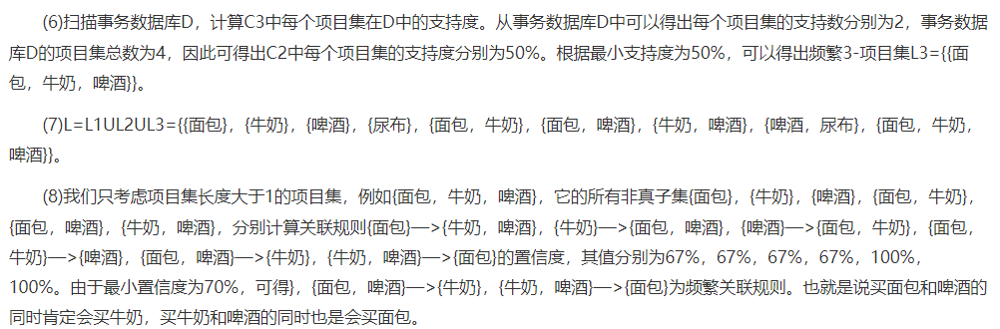 (6)扫描事务数据库D，计算C3中每个项目集在D中的支持度。从事务数据库D中可以得出每个项目集的支持数分别为2，事务数据
库D的项目集总数为4，因此可得出C2中每个项目集的支持度分别为50%。根据最小支持度为50%，可以得出频繁3-项目集L3={{面
包，牛奶，啤酒}}。
(7)L=L1UL2UL3={{面包}，{牛奶}，{啤酒}，{尿布}，{面包，牛奶}，{面包，啤酒}，{牛奶，啤酒}，{啤酒，尿布}，{面包，牛奶，
啤酒}}。
(8)我们只考虑项目集长度大于1的项目集，例如{面包，牛奶，啤酒}，它的所有非真子集{面包}，{牛奶}，{啤酒}，{面包，牛奶}，
{面包，啤酒}，{牛奶，啤酒}，分别计算关联规则{面包}—>{牛奶，啤酒}，{牛奶}—>{面包，啤酒}，{啤酒}—>{面包，牛奶}，{面包，
牛奶}—>{啤酒}，{面包，啤酒}—>{牛奶}，{牛奶，啤酒}—>{面包}的置信度，其值分别为67%，67%，67%，67%，100%，
100%。由于最小置信度为70%，可得}，{面包，啤酒}—>{牛奶}，{牛奶，啤酒}—>{面包}为频繁关联规则。也就是说买面包和啤酒的
同时肯定会买牛奶，买牛奶和啤酒的同时也是会买面包。